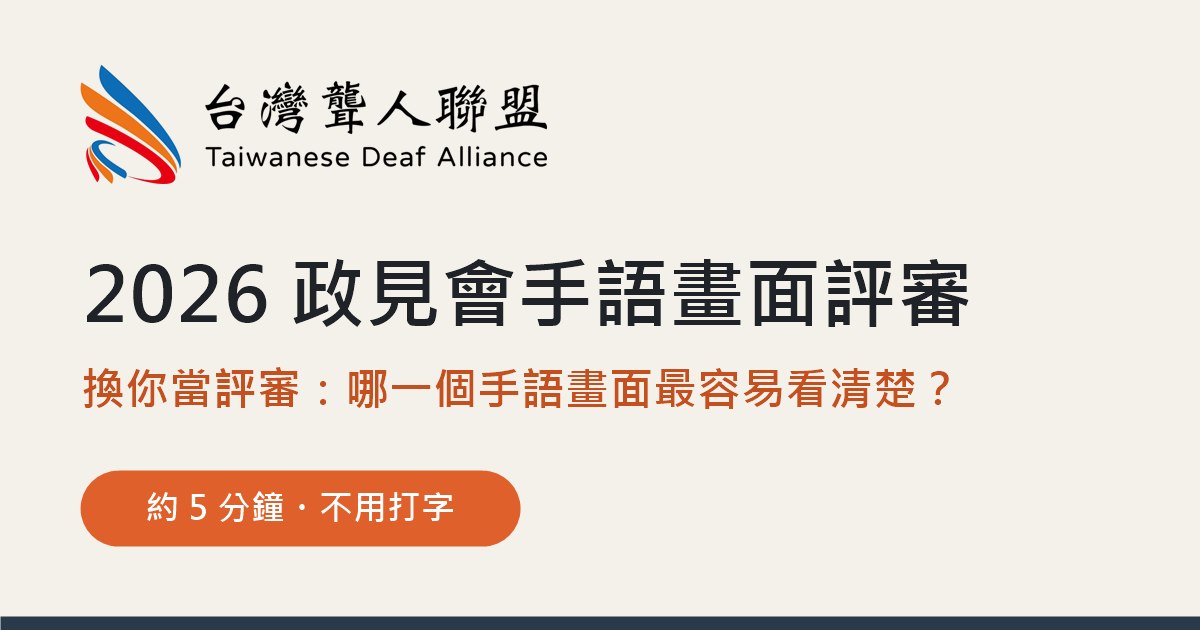 台灣聾人聯盟
Taiwanese Deaf Alliance
2026 政見會手語畫面評審
換你當評審：哪一個手語畫面最容易看清楚？
約 5 分鐘・不用打字